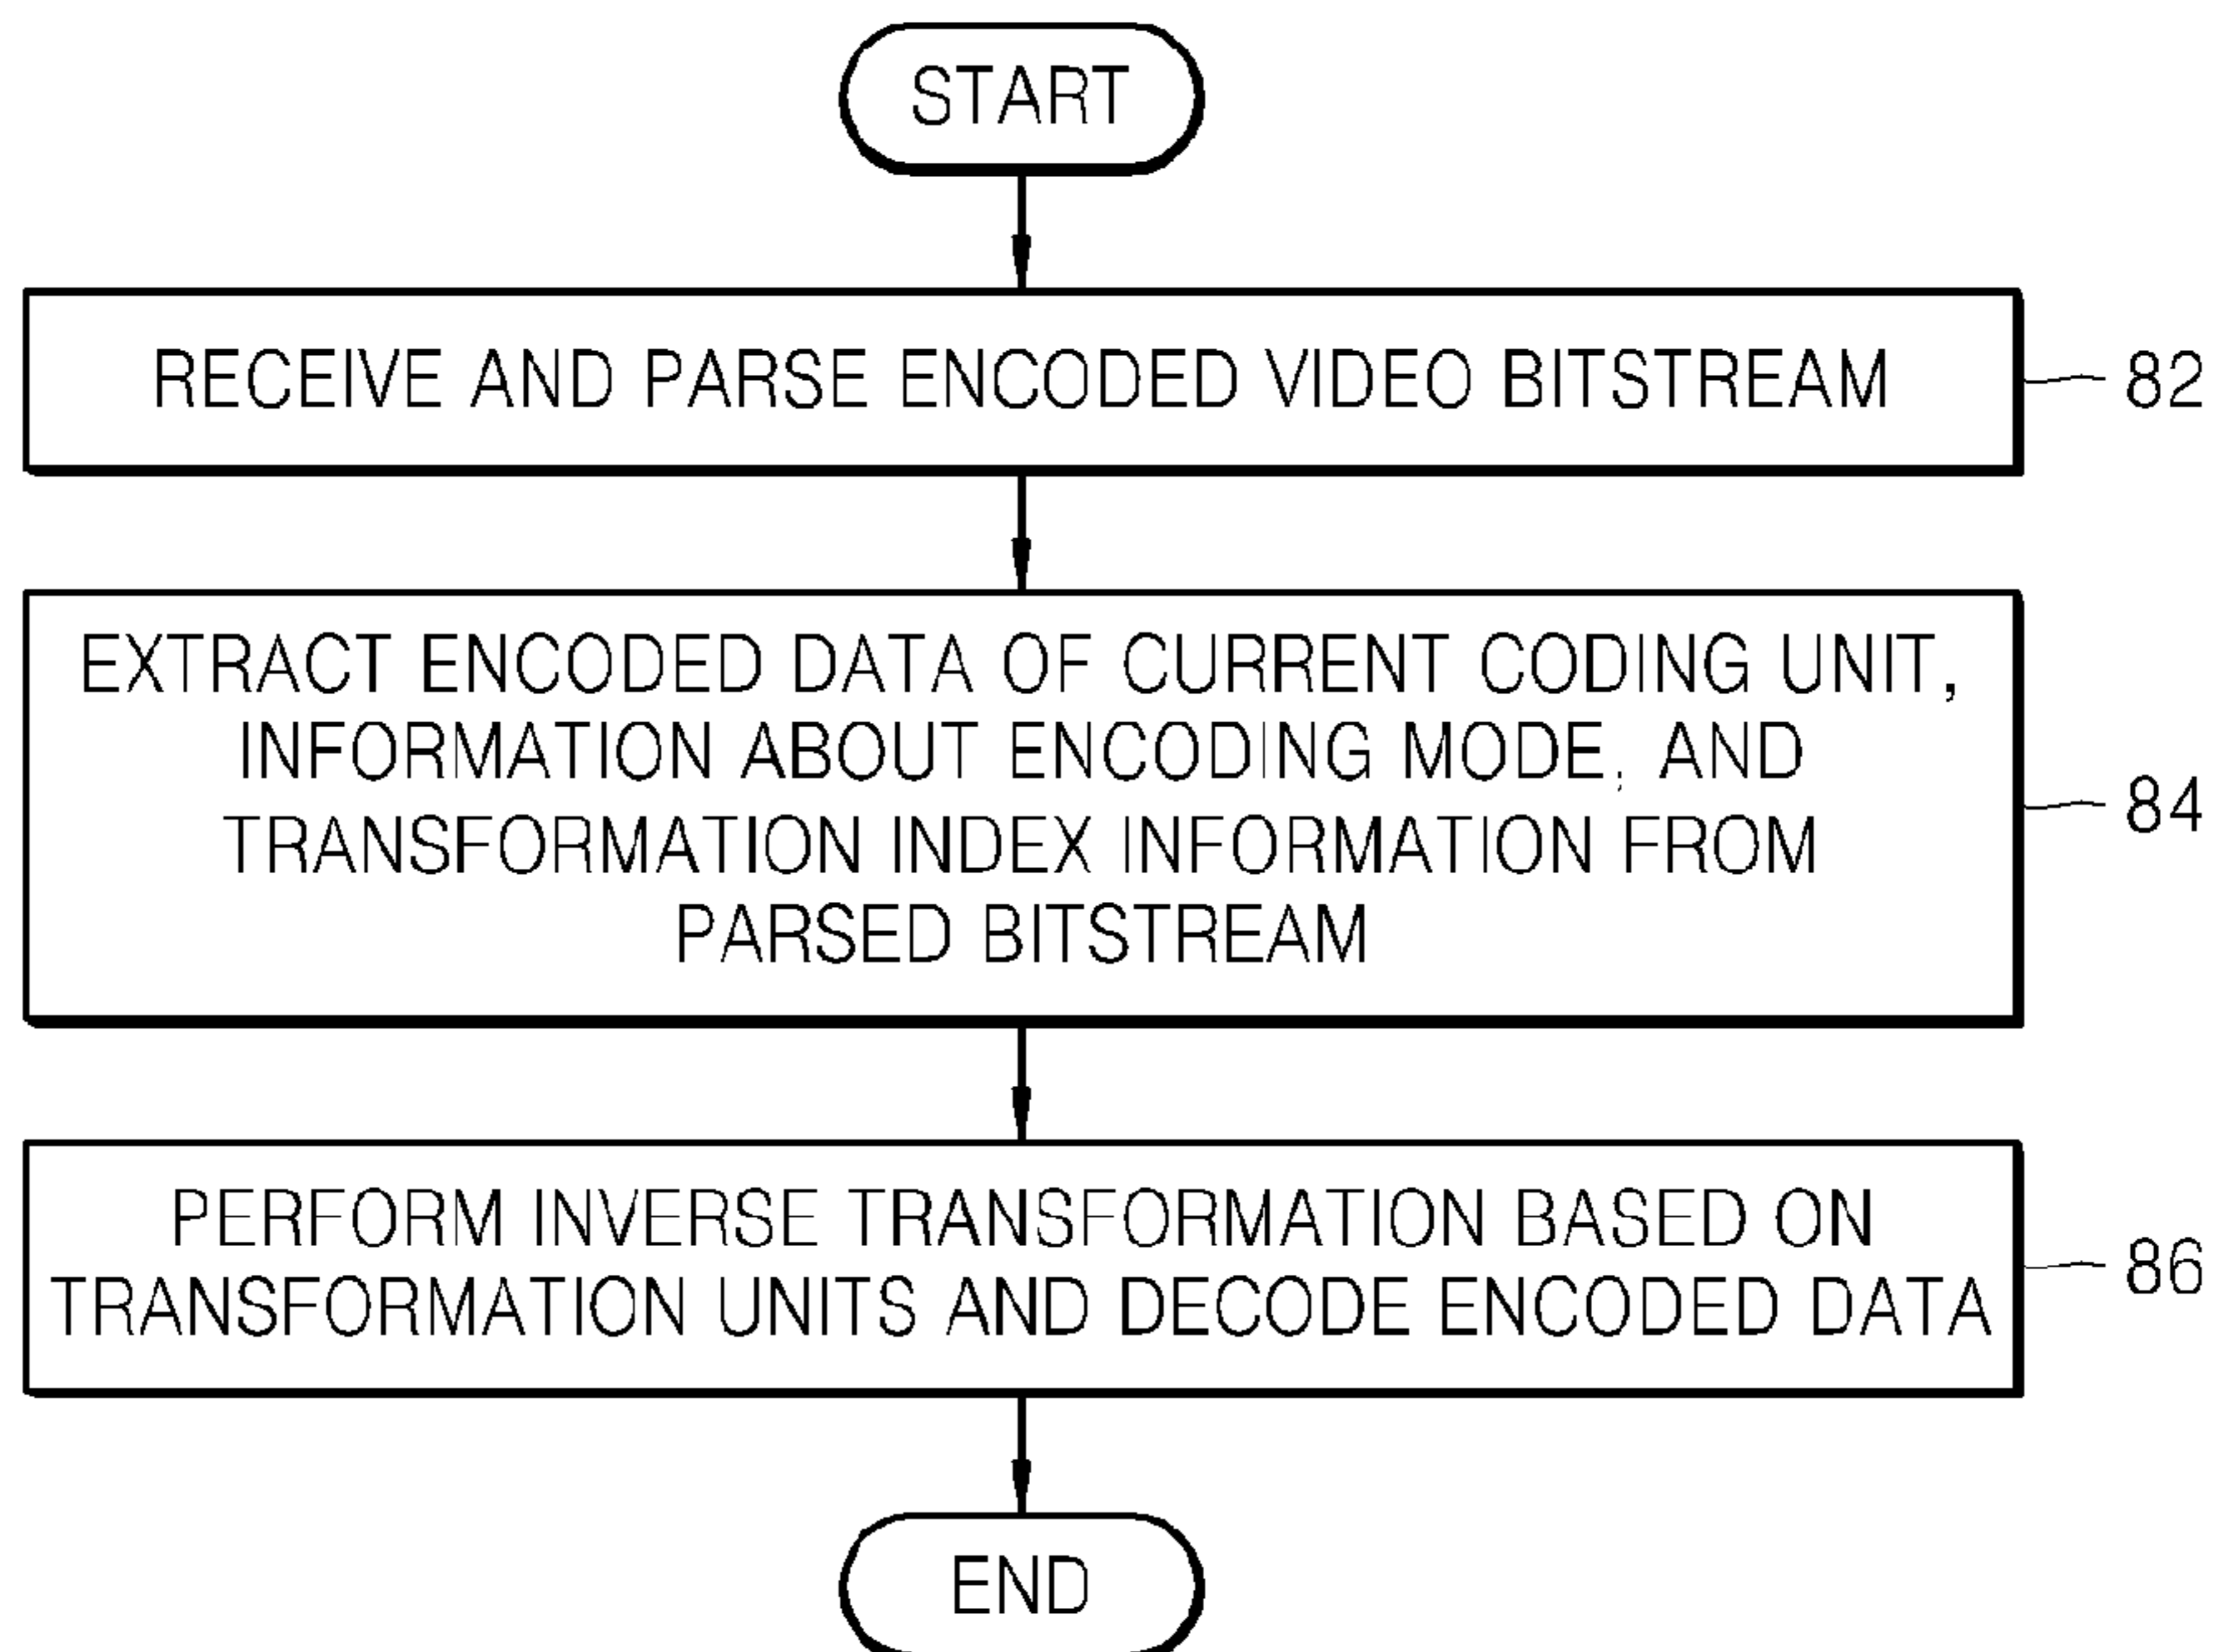 START
RECEIVE AND PARSE ENCODED VIDEO BITSTREAM
82
EXTRACT ENCODED DATA OF CURRENT CODING UNIT,
INFORMATION ABOUT ENCODING MODE, AND
TRANSFORMATION INDEX INFORMATION FROM
PARSED BITSTREAM
84
PERFORM INVERSE TRANSFORMATION BASED ON
TRANSFORMATION UNITS AND DECODE ENCODED DATA
86
END